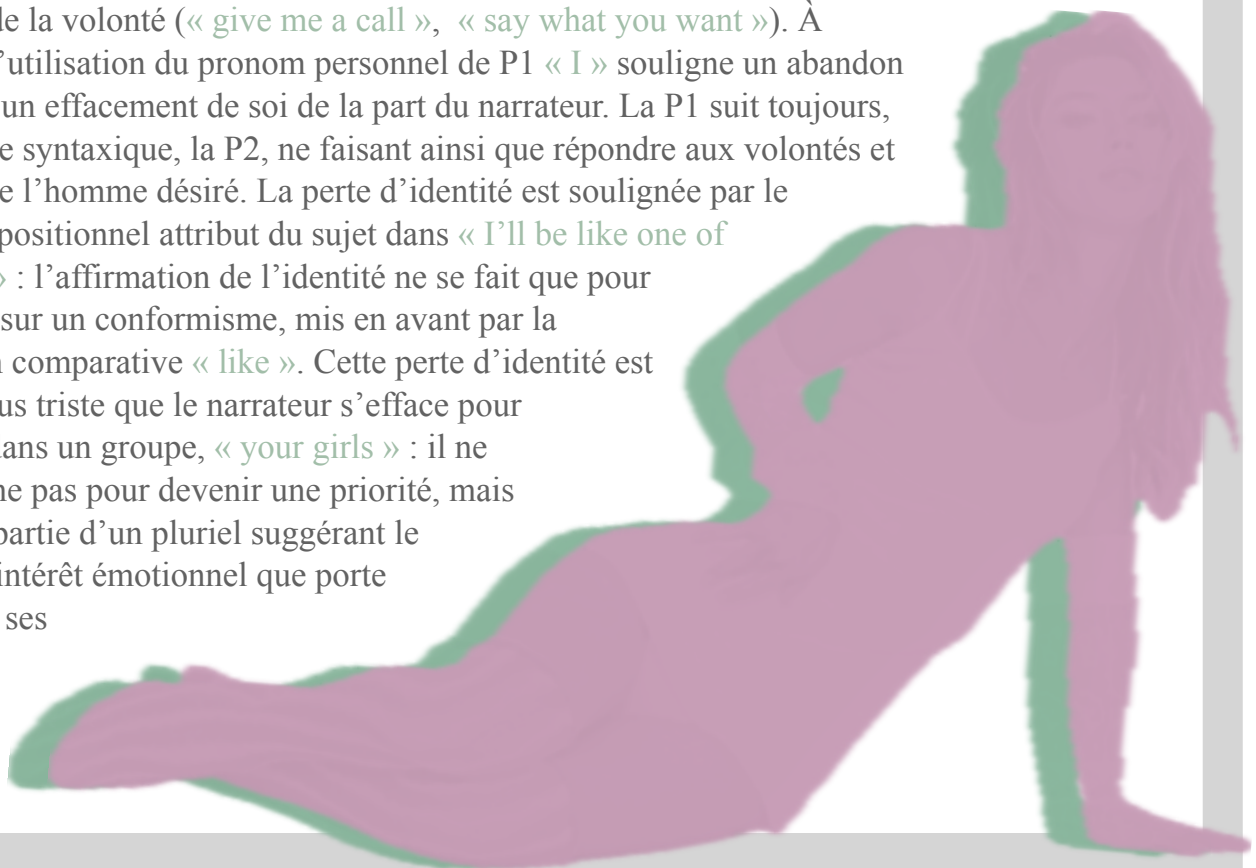 de la volonté (« give me a call »,  « say what you want »). À
l’utilisation du pronom personnel de P1 « I » souligne un abandon
un effacement de soi de la part du narrateur. La P1 suit toujours,
e syntaxique, la P2, ne faisant ainsi que répondre aux volontés et
e l’homme désiré. La perte d’identité est soulignée par le
positionnel attribut du sujet dans « I’ll be like one of
» : l’affirmation de l’identité ne se fait que pour
sur un conformisme, mis en avant par la
n comparative « like ». Cette perte d’identité est
us triste que le narrateur s’efface pour
dans un groupe, « your girls » : il ne
ne pas pour devenir une priorité, mais
partie d’un pluriel suggérant le
intérêt émotionnel que porte
ses